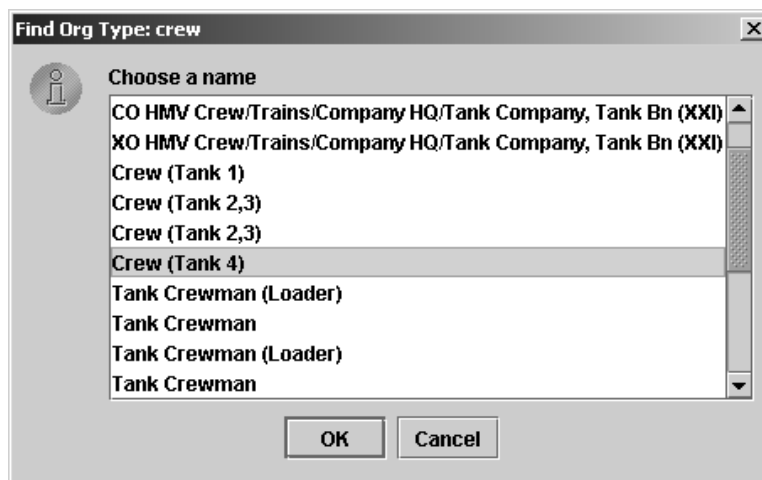 Find Org Type: crew
Choose a name
CO HMV Crew/Trains/Company HQ/Tank Company, Tank Bn (XXI)
XO HMV Crew/Trains/Company HQ/Tank Company, Tank Bn (XXI)
Crew (Tank 1)
Crew (Tank 2,3)
Crew (Tank 2,3)
Crew (Tank 4)
Tank Crewman (Loader)
Tank Crewman
Tank Crewman (Loader)
Tank Crewman
OK Cancel